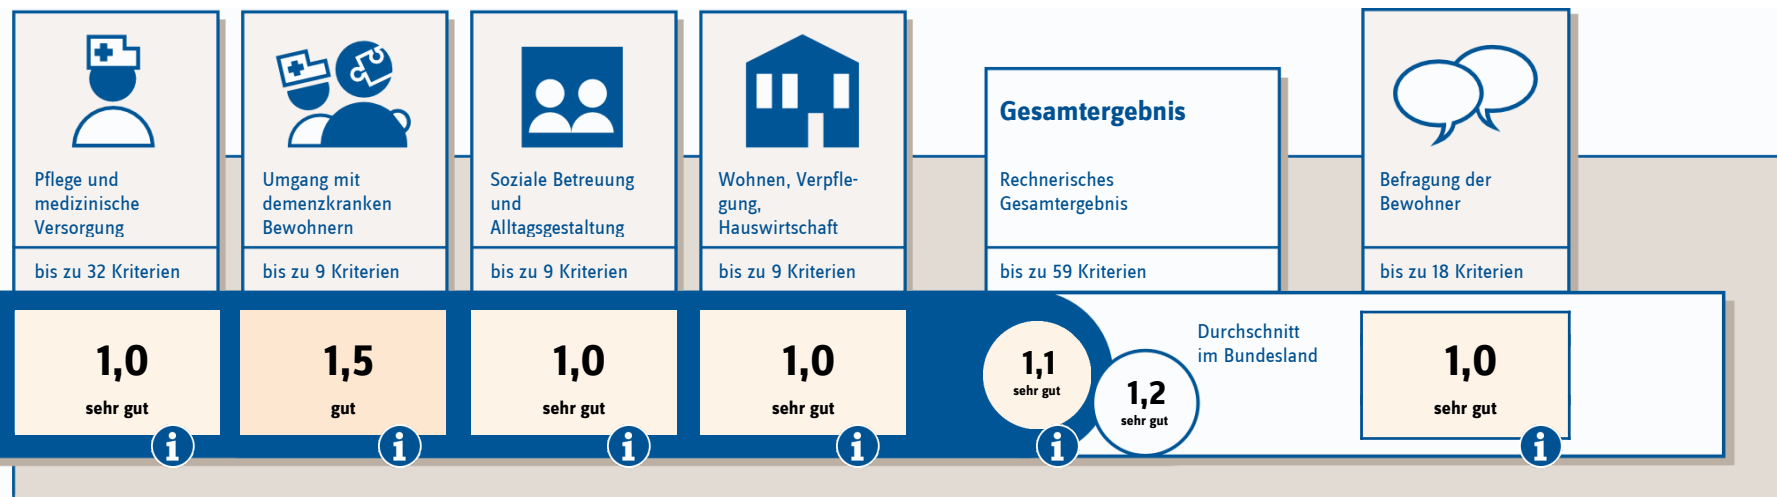 Pflege und
medizinische
Versorgung
bis zu 32 Kriterien
1,0
sehr gut
Umgang mit
demenzkranken
Bewohnern
bis zu 9 Kriterien
1,5
gut
Soziale Betreuung
und
Alltagsgestaltung
bis zu 9 Kriterien
1,0
sehr gut
Wohnen, Verpfle-
gung,
Hauswirtschaft
bis zu 9 Kriterien
1,0
sehr gut
Gesamtergebnis
Rechnerisches
Gesamtergebnis
bis zu 59 Kriterien
1,1
sehr gut
1,2
sehr gut
Durchschnitt
im Bundesland
Befragung der
Bewohner
bis zu 18 Kriterien
1,0
sehr gut